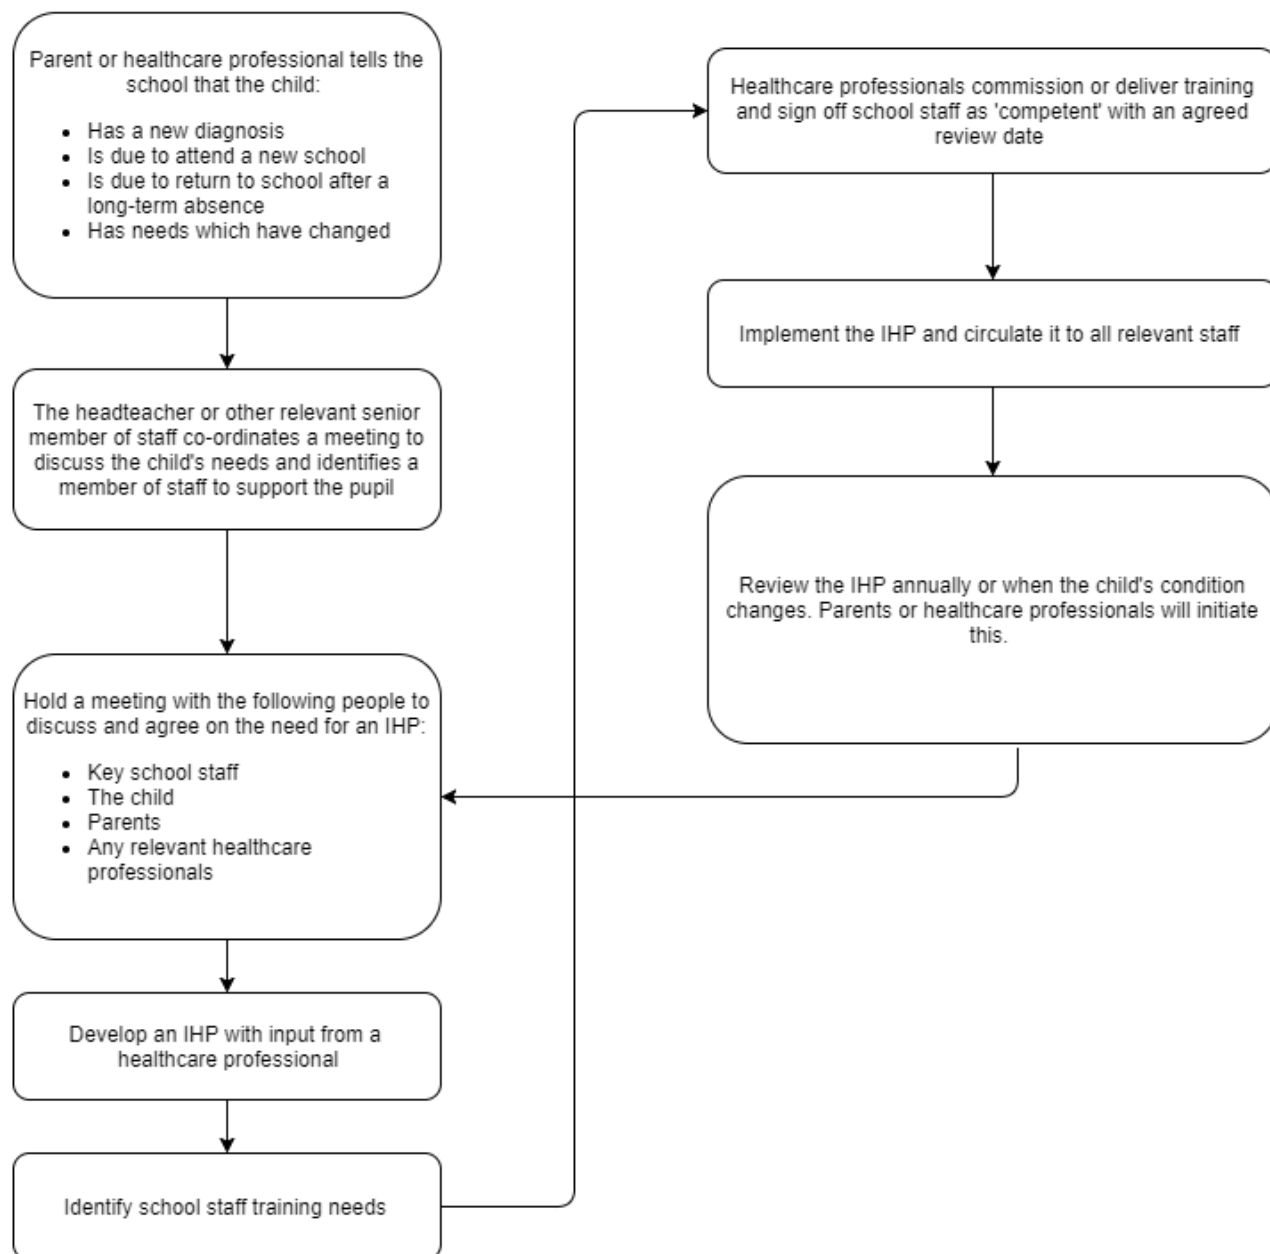 Parent or healthcare professional tells the
school that the child:
• Has a new diagnosis
• Is due to attend a new school
• Is due to return to school after a
long-term absence
• Has needs which have changed
The headteacher or other relevant senior
member of staff co-ordinates a meeting to
discuss the child's needs and identifies a
member of staff to support the pupil
Hold a meeting with the following people to
discuss and agree on the need for an IHP:
• Key school staff
• The child
• Parents
• Any relevant healthcare
professionals
Develop an IHP with input from a
healthcare professional
Identify school staff training needs
Healthcare professionals commission or deliver training
and sign off school staff as 'competent' with an agreed
review date
Implement the IHP and circulate it to all relevant staff
Review the IHP annually or when the child's condition
changes. Parents or healthcare professionals will initiate
this.